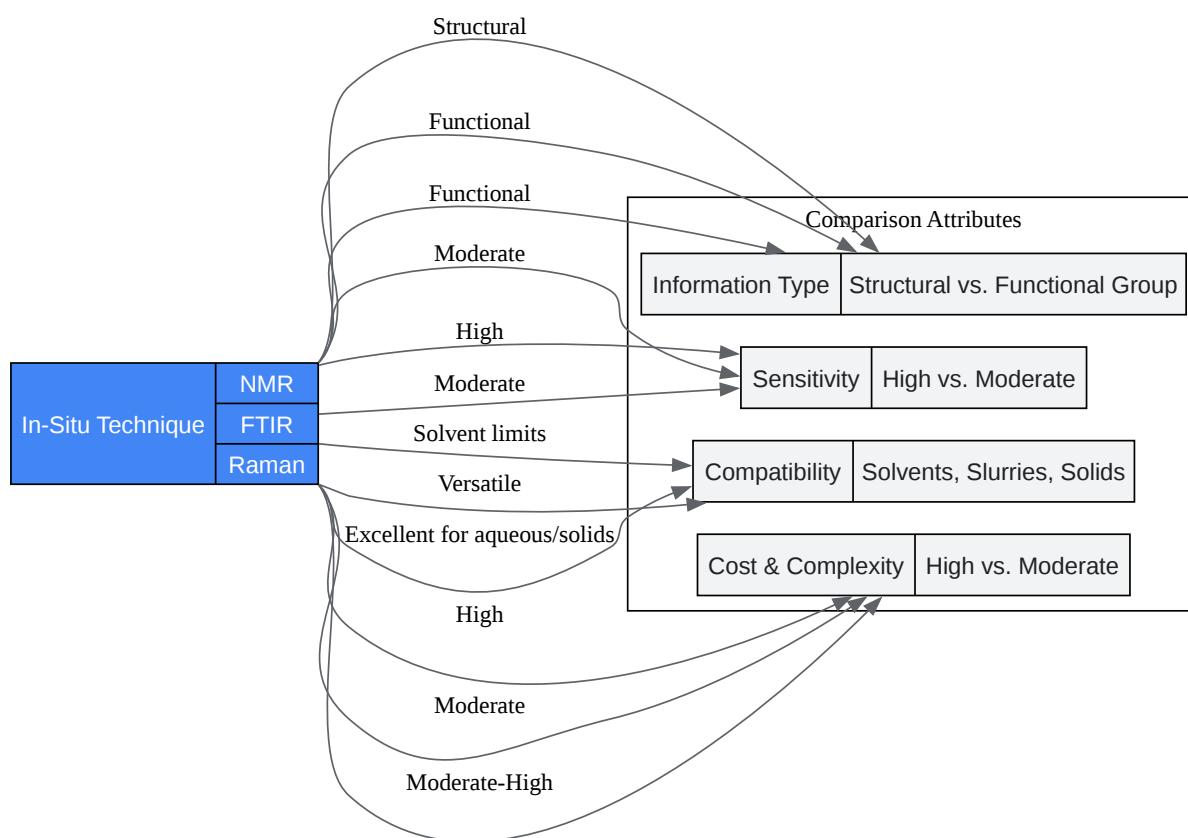 Structural
Functional
Functional
Moderate
High
Moderate
Solvent limits
Versatile
Excellent for aqueous/solids
High
Moderate
Moderate-High
In-Situ Technique
NMR
FTIR
Raman
Comparison Attributes
Information Type
Structural vs. Functional Group
Sensitivity
High vs. Moderate
Compatibility
Solvents, Slurries, Solids
Cost & Complexity
High vs. Moderate